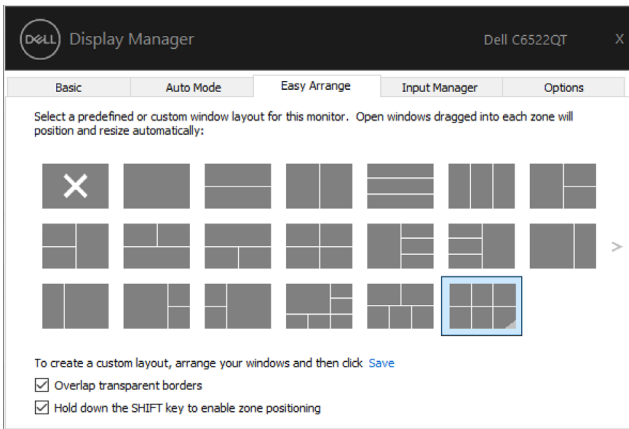 DELL Display Manager Dell C6522QT X
Basic Auto Mode Easy Arrange Input Manager Options
Select a predefined or custom window layout for this monitor. Open windows dragged into each zone will
position and resize automatically:
>
To create a custom layout, arrange your windows and then click Save
Overlap transparent borders
Hold down the SHIFT key to enable zone positioning